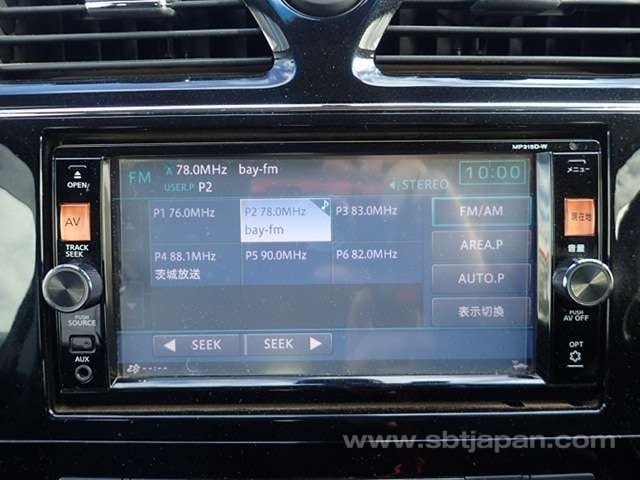 MP315D-W
OPEN
メニュー
FM A 78.0MHz bay-fm
USER.P P2
STEREO
10:00
AV
現在地
P1 76.0MHz
P2 78.0MHz
bay-fm
P3 83.0MHz
FM/AM
TRACK
SEEK
音量
AREA.P
P4 88.1MHz
茨城放送
P5 90.0MHz
P6 82.0MHz
AUTO.P
PUSH
SOURCE
PUSH
AV OFF
表示切換
SEEK
SEEK
OPT
AUX
--:--
www.sbtjapan.com